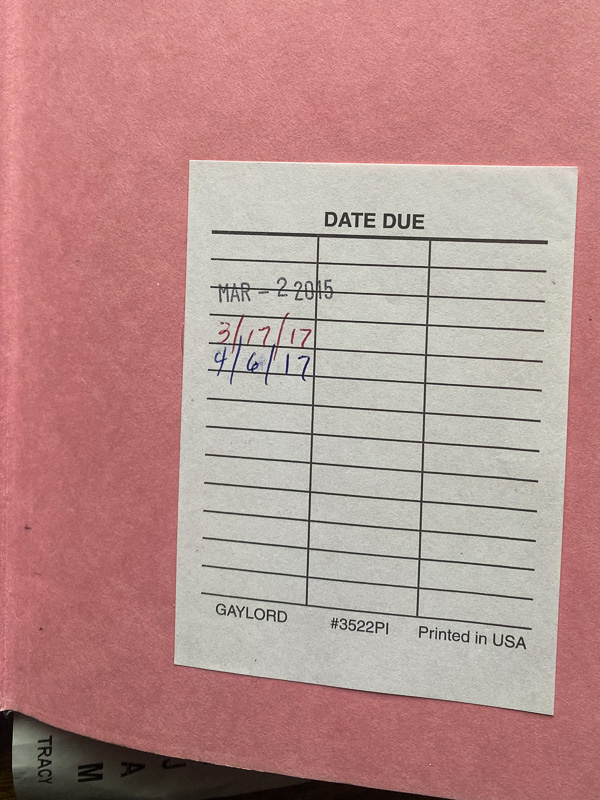 DATE DUE
MAR - 2 2015
3/17/17
4/6/17
GAYLORD #3522PI Printed in USA
TRACY
J A M